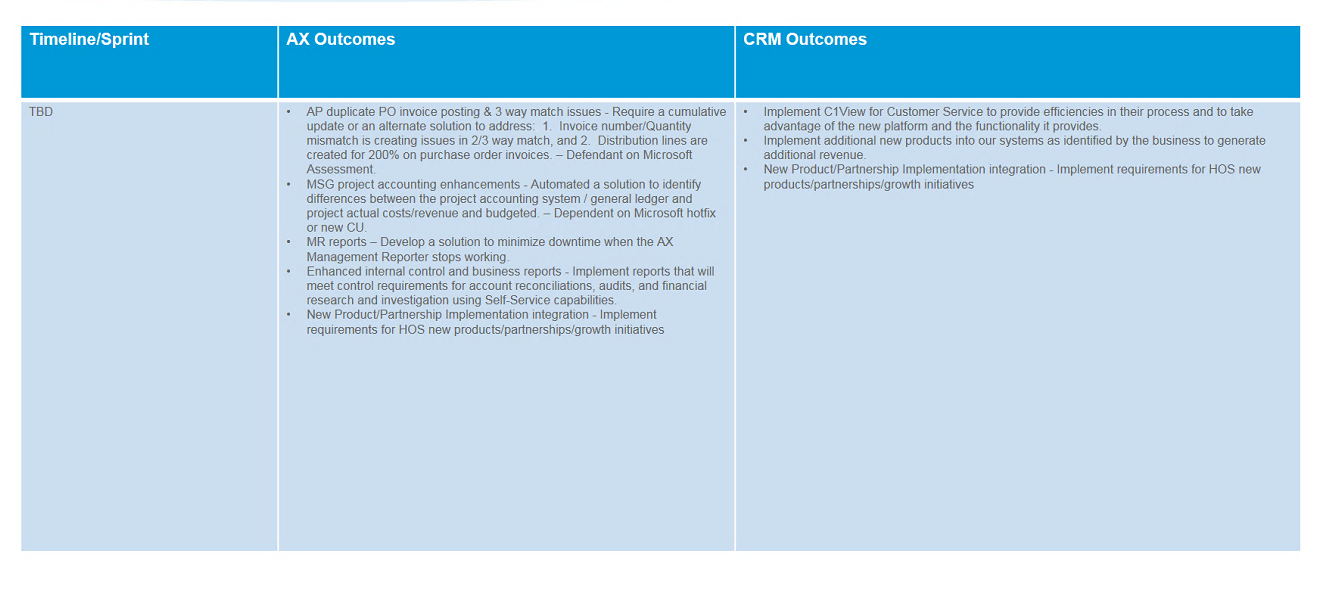 Timeline/Sprint
AX Outcomes
CRM Outcomes
TBD
• AP duplicate PO invoice posting & 3 way match issues - Require a cumulative
update or an alternate solution to address:  1.  Invoice number/Quantity
mismatch is creating issues in 2/3 way match, and 2.  Distribution lines are
created for 200% on purchase order invoices. – Defendant on Microsoft
Assessment.
• MSG project accounting enhancements - Automated a solution to identify
differences between the project accounting system / general ledger and
project actual costs/revenue and budgeted. – Dependent on Microsoft hotfix
or new CU.
• MR reports – Develop a solution to minimize downtime when the AX
Management Reporter stops working.
• Enhanced internal control and business reports - Implement reports that will
meet control requirements for account reconciliations, audits, and financial
research and investigation using Self-Service capabilities.
• New Product/Partnership Implementation integration - Implement
requirements for HOS new products/partnerships/growth initiatives
• Implement C1View for Customer Service to provide efficiencies in their process and to take
advantage of the new platform and the functionality it provides.
• Implement additional new products into our systems as identified by the business to generate
additional revenue.
• New Product/Partnership Implementation integration - Implement requirements for HOS new
products/partnerships/growth initiatives